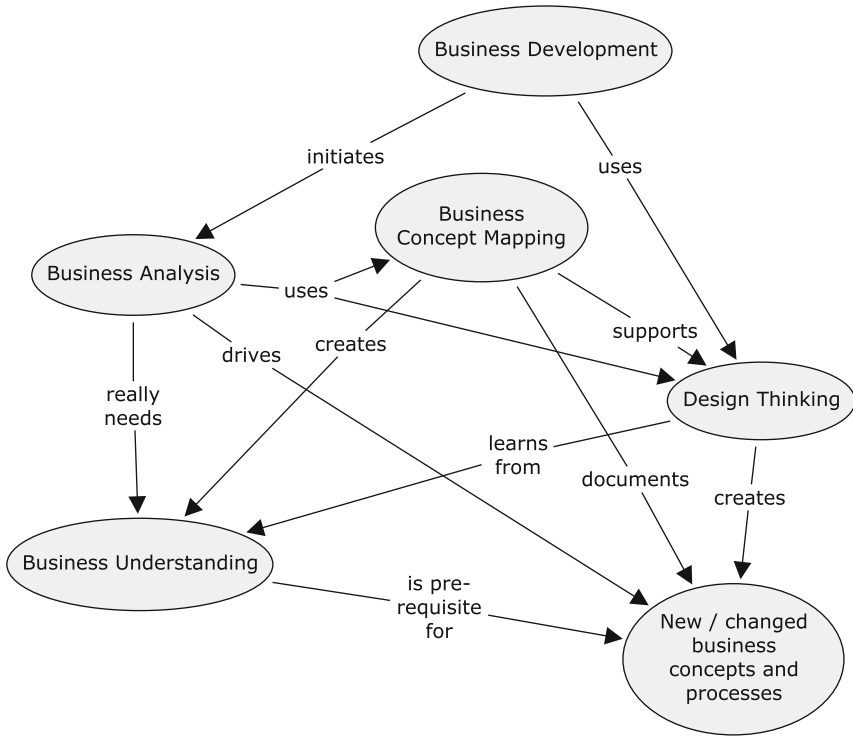 Business Development
initiates
uses
Business
Concept Mapping
Business Analysis
uses
supports
creates
drives
really
needs
Design Thinking
learns
from
documents
creates
Business Understanding
is pre-
requisite
for
New / changed
business
concepts and
processes